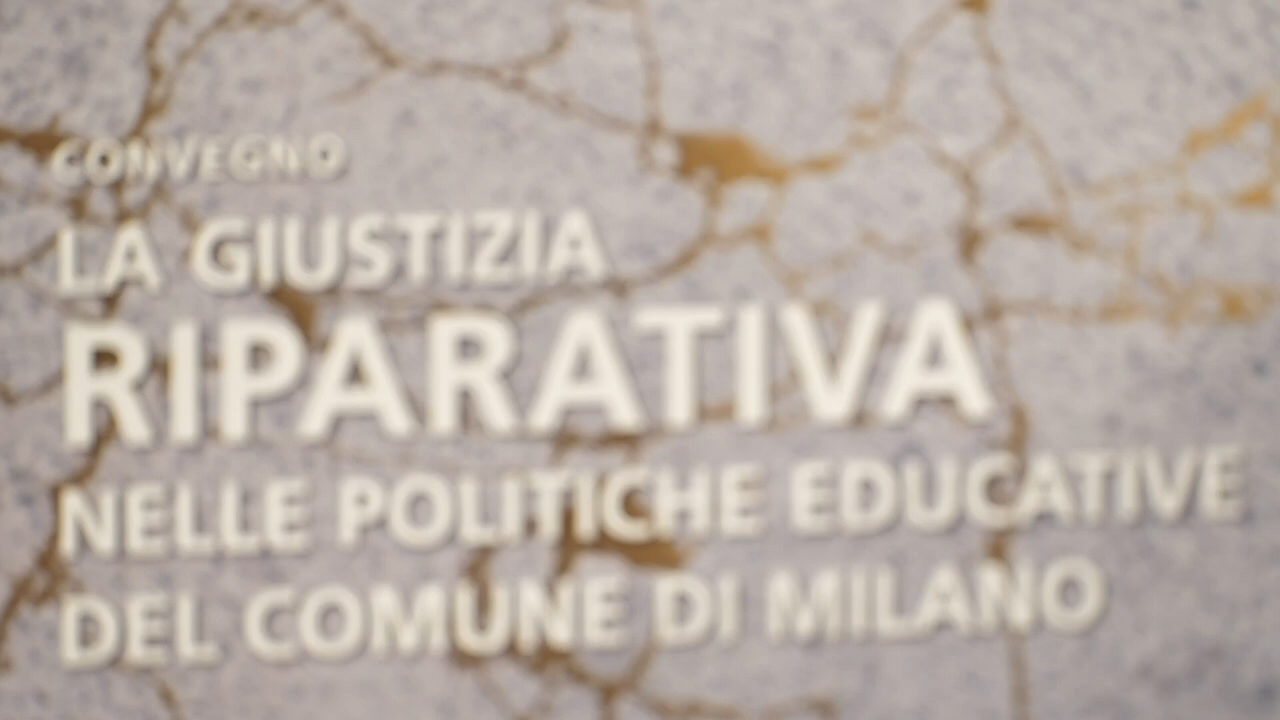 CONVEGNO
LA GIUSTIZIA
RIPARATIVA
NELLE POLITICHE EDUCATIVE
DEL COMUNE DI MILANO